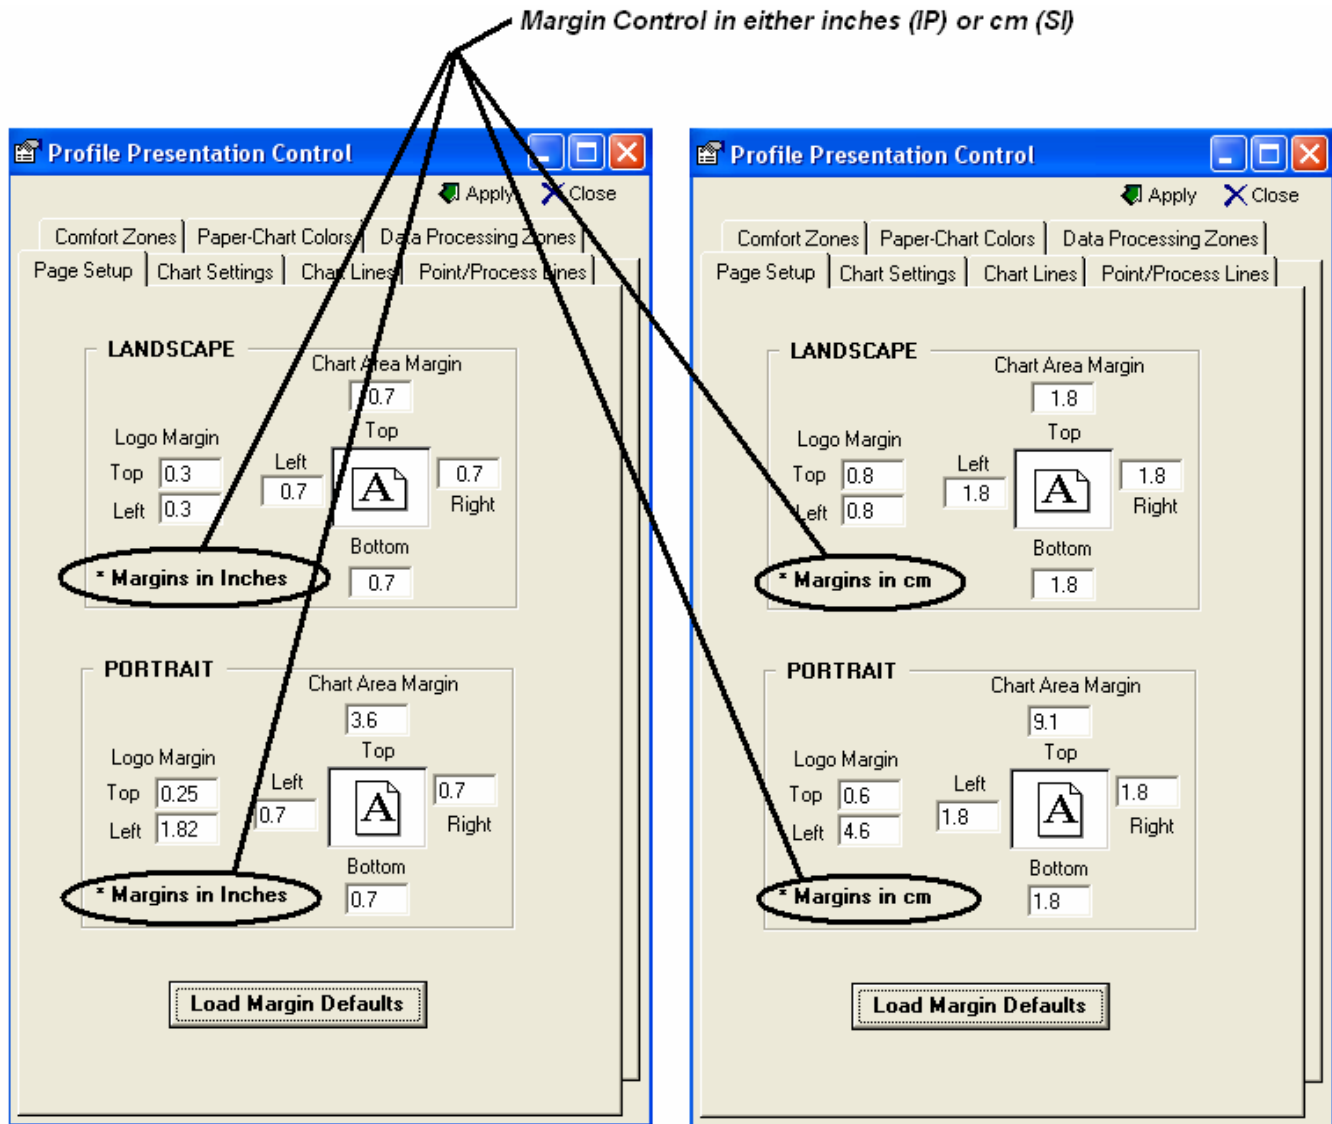 Margin Control in either inches (IP) or cm (SI)
Profile Presentation Control
Apply Close
Comfort Zones Paper-Chart Colors Data Processing Zones
Page Setup Chart Settings Chart Lines Point/Process Lines
LANDSCAPE
Chart Area Margin
0.7
Top
Logo Margin
Top 0.3
Left 0.3
Left
0.7
A
0.7
Right
Bottom
0.7
* Margins in Inches
PORTRAIT
Chart Area Margin
3.6
Top
Logo Margin
Top 0.25
Left 1.82
Left
0.7
A
0.7
Right
Bottom
0.7
* Margins in Inches
Load Margin Defaults
Profile Presentation Control
Apply Close
Comfort Zones Paper-Chart Colors Data Processing Zones
Page Setup Chart Settings Chart Lines Point/Process Lines
LANDSCAPE
Chart Area Margin
1.8
Top
Logo Margin
Top 0.8
Left 0.8
Left
1.8
A
1.8
Right
Bottom
1.8
* Margins in cm
PORTRAIT
Chart Area Margin
9.1
Top
Logo Margin
Top 0.6
Left 4.6
Left
1.8
A
1.8
Right
Bottom
1.8
* Margins in cm
Load Margin Defaults